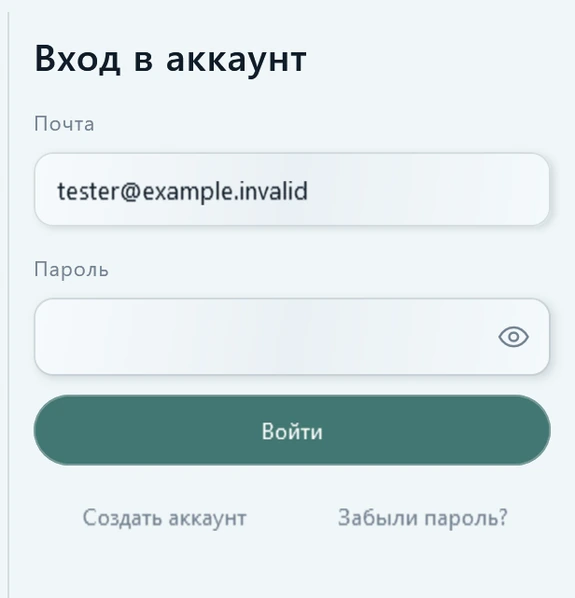 Вход в аккаунт
Почта
tester@example.invalid
Пароль
Войти
Создать аккаунт Забыли пароль?